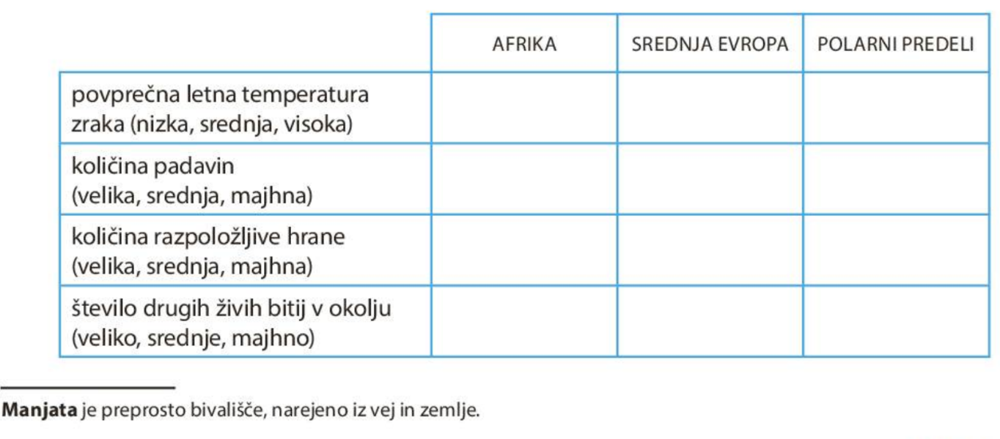 AFRIKA SREDNJA EVROPA POLARNI PREDELI
povprečna letna temperatura
zraka (nizka, srednja, visoka)
količina padavin
(velika, srednja, majhna)
količina razpoložljive hrane
(velika, srednja, majhna)
število drugih živih bitij v okolju
(veliko, srednje, majhno)
Manjata je preprosto bivališče, narejeno iz vej in zemlje.